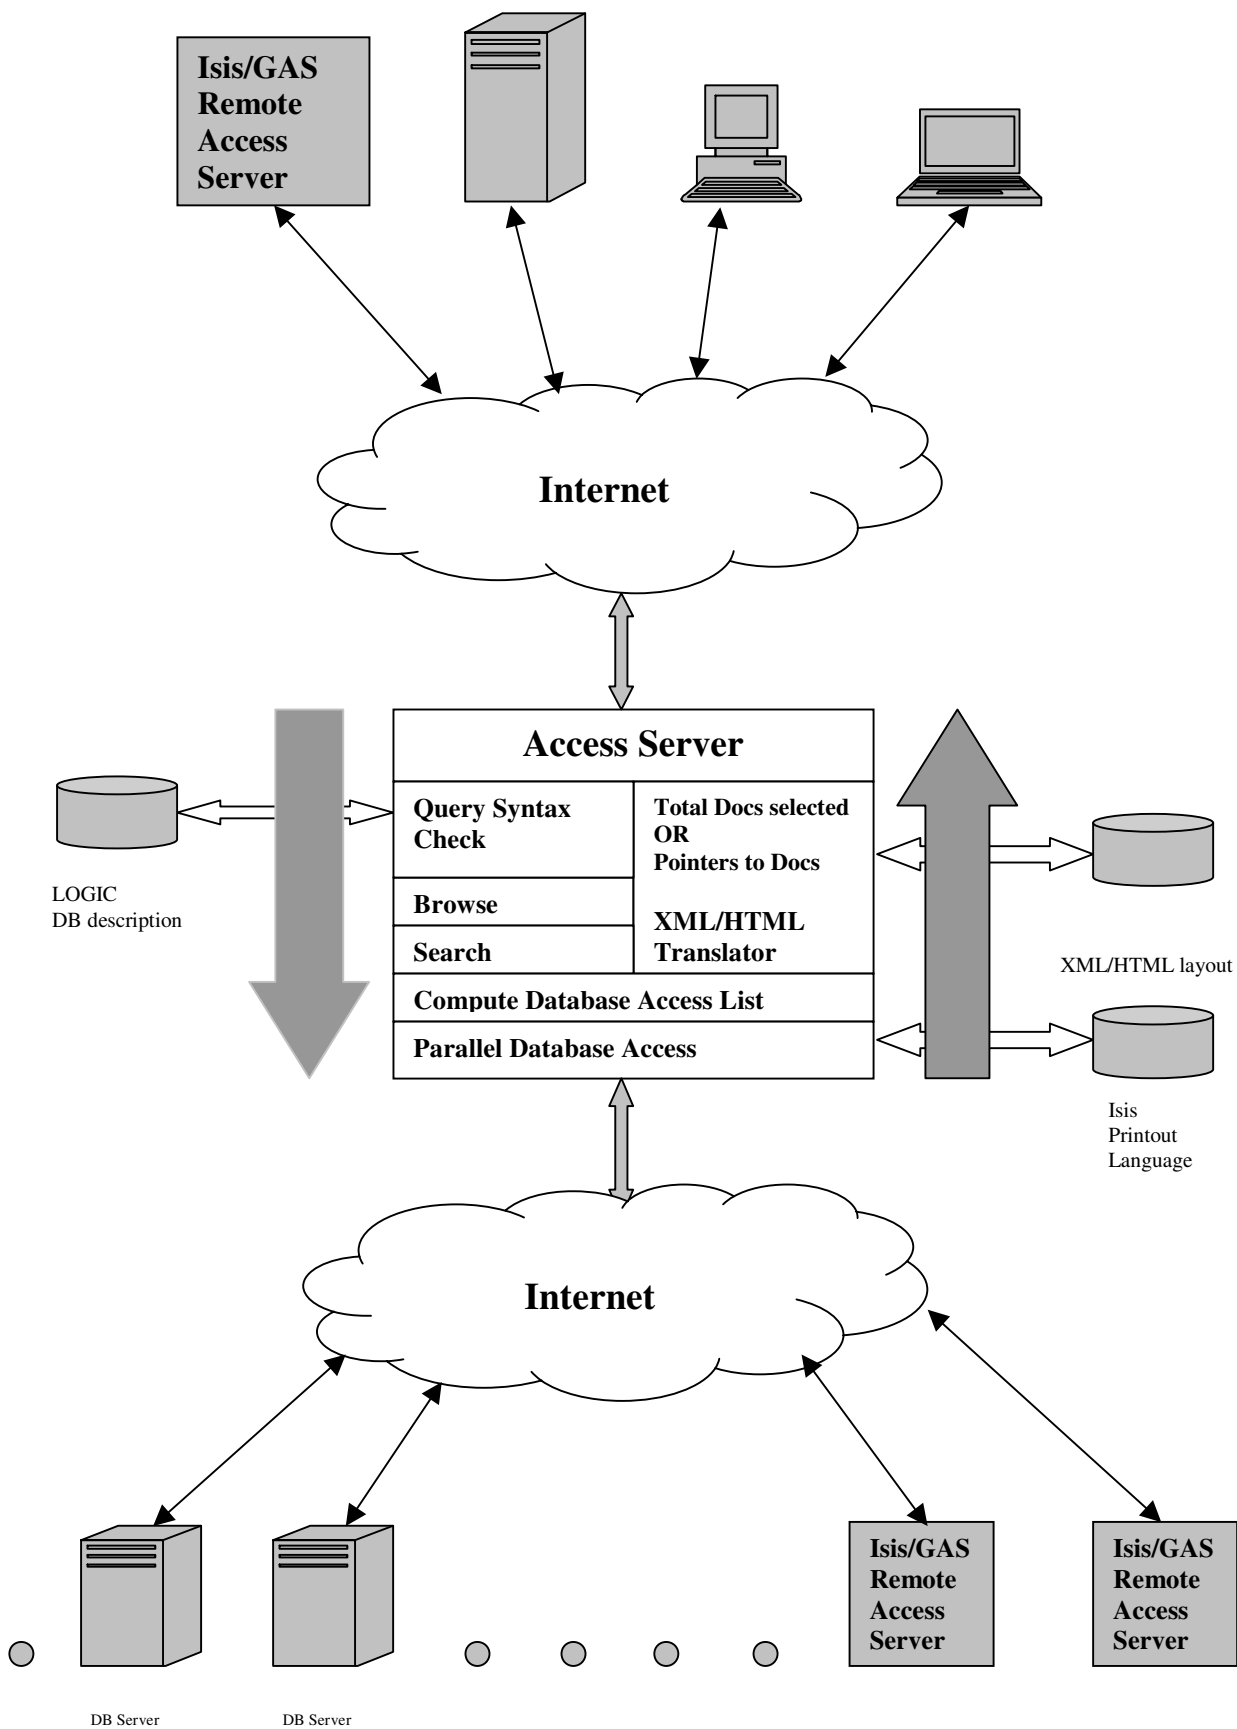 Isis/GAS
Remote
Access
Server
Internet
Access Server
Query Syntax
Check
Browse
Search
Total Docs selected
OR
Pointers to Docs
XML/HTML
Translator
Compute Database Access List
Parallel Database Access
LOGIC
DB description
XML/HTML layout
Isis
Printout
Language
Internet
Isis/GAS
Remote
Access
Server
Isis/GAS
Remote
Access
Server
DB Server
DB Server